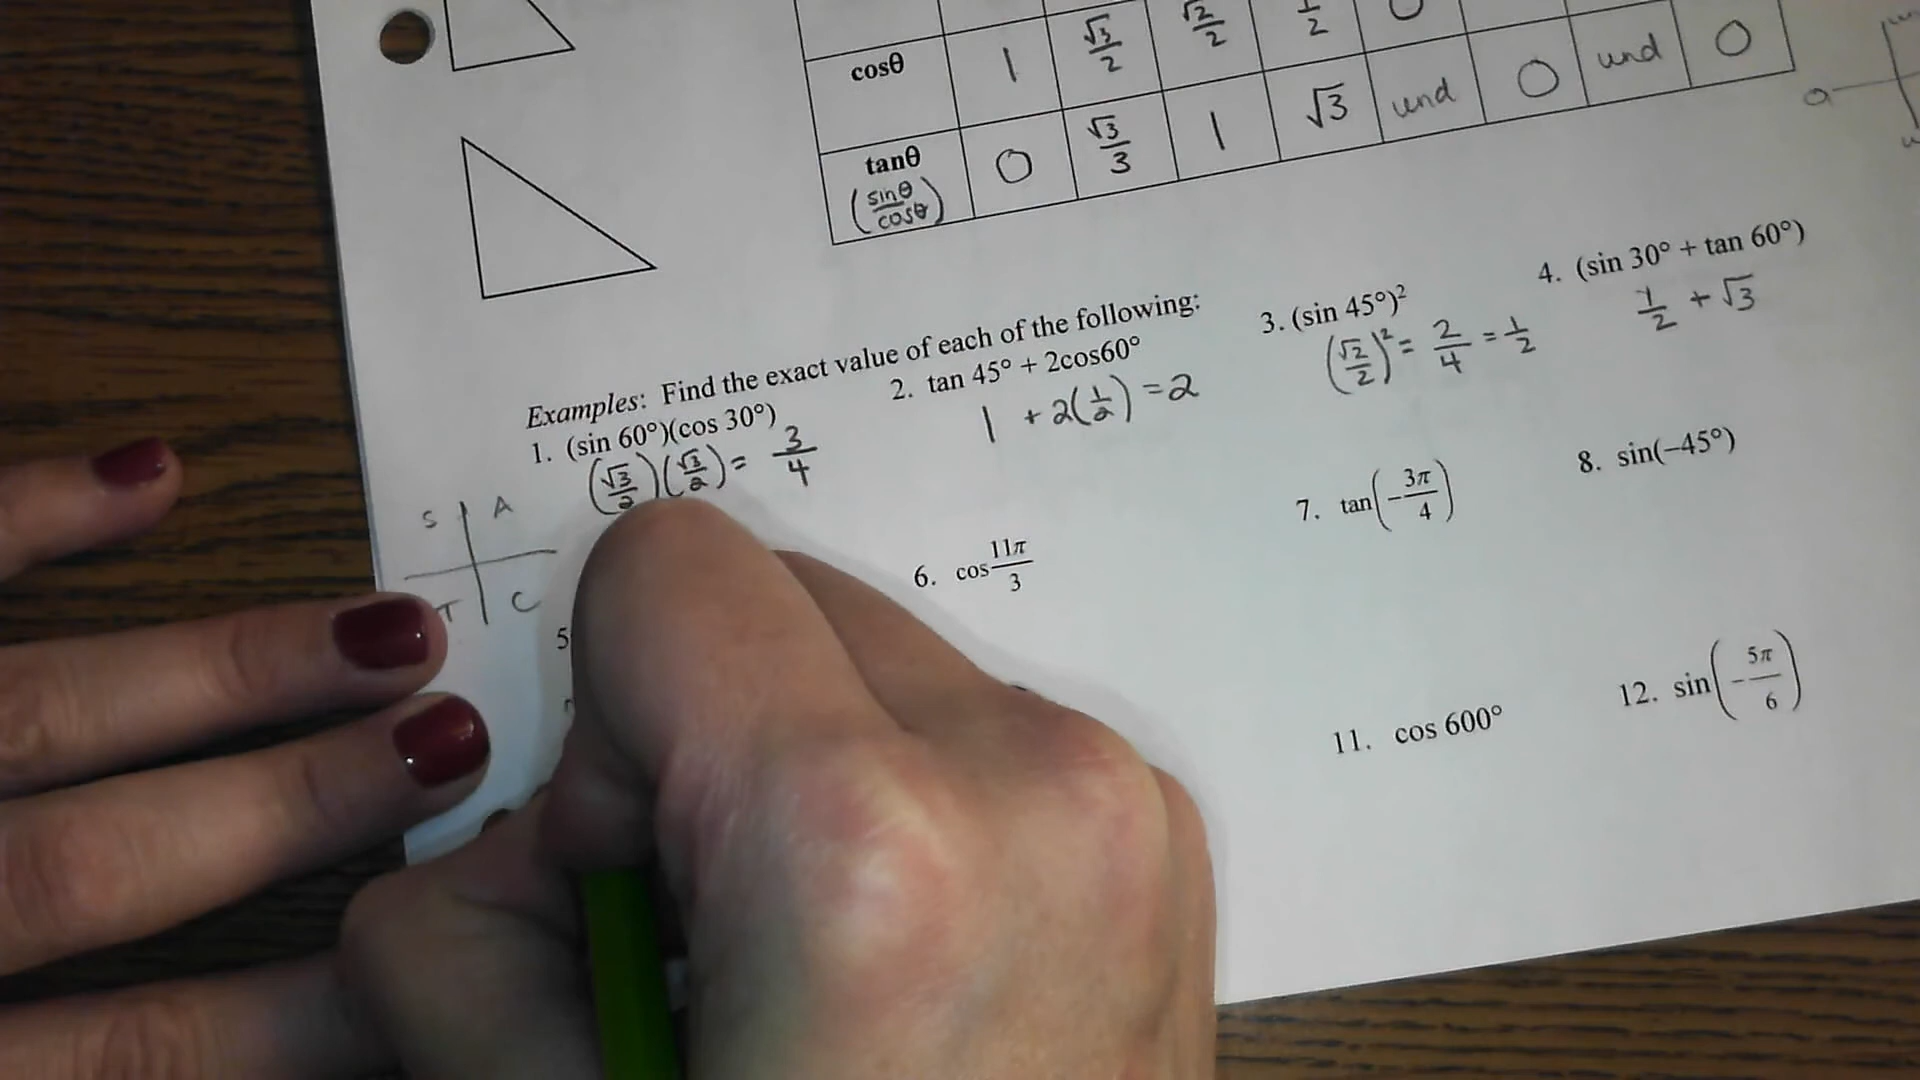 √2/2 1/2
cosθ 1 √3/2
tanθ 0 √3/3 1 √3 und 0 und 0
(sinθ/cosθ)
Examples: Find the exact value of each of the following:
1. (sin 60°)(cos 30°)
(√3/2)(√3/2) = 3/4
2. tan 45° + 2cos60°
1 + 2(1/2) = 2
3. (sin 45°)²
(√2/2)² = 2/4 = 1/2
4. (sin 30° + tan 60°)
1/2 + √3
S A
T C
5
6. cos 11π/3
7. tan(-3π/4)
8. sin(–45°)
11. cos 600°
12. sin(-5π/6)